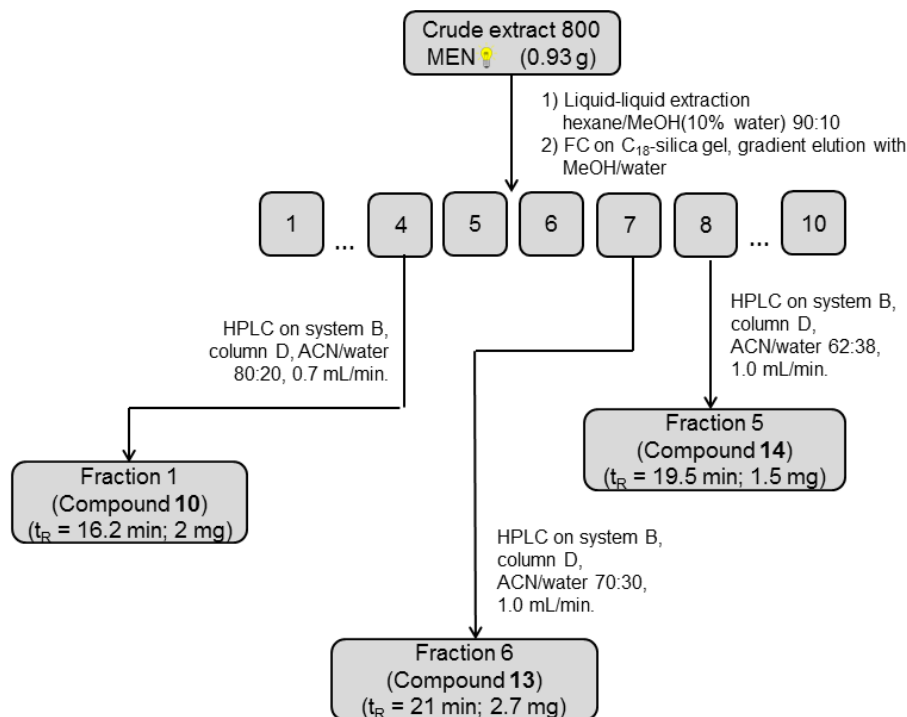 Crude extract 800
MEN💡 (0.93 g)
1) Liquid-liquid extraction
hexane/MeOH(10% water) 90:10
2) FC on C₁₈-silica gel, gradient elution with
MeOH/water
1 ... 4 5 6 7 8 ... 10
HPLC on system B,
column D, ACN/water
80:20, 0.7 mL/min.
HPLC on system B,
column D,
ACN/water 62:38,
1.0 mL/min.
Fraction 5
(Compound 14)
(tR = 19.5 min; 1.5 mg)
Fraction 1
(Compound 10)
(tR = 16.2 min; 2 mg)
HPLC on system B,
column D,
ACN/water 70:30,
1.0 mL/min.
Fraction 6
(Compound 13)
(tR = 21 min; 2.7 mg)